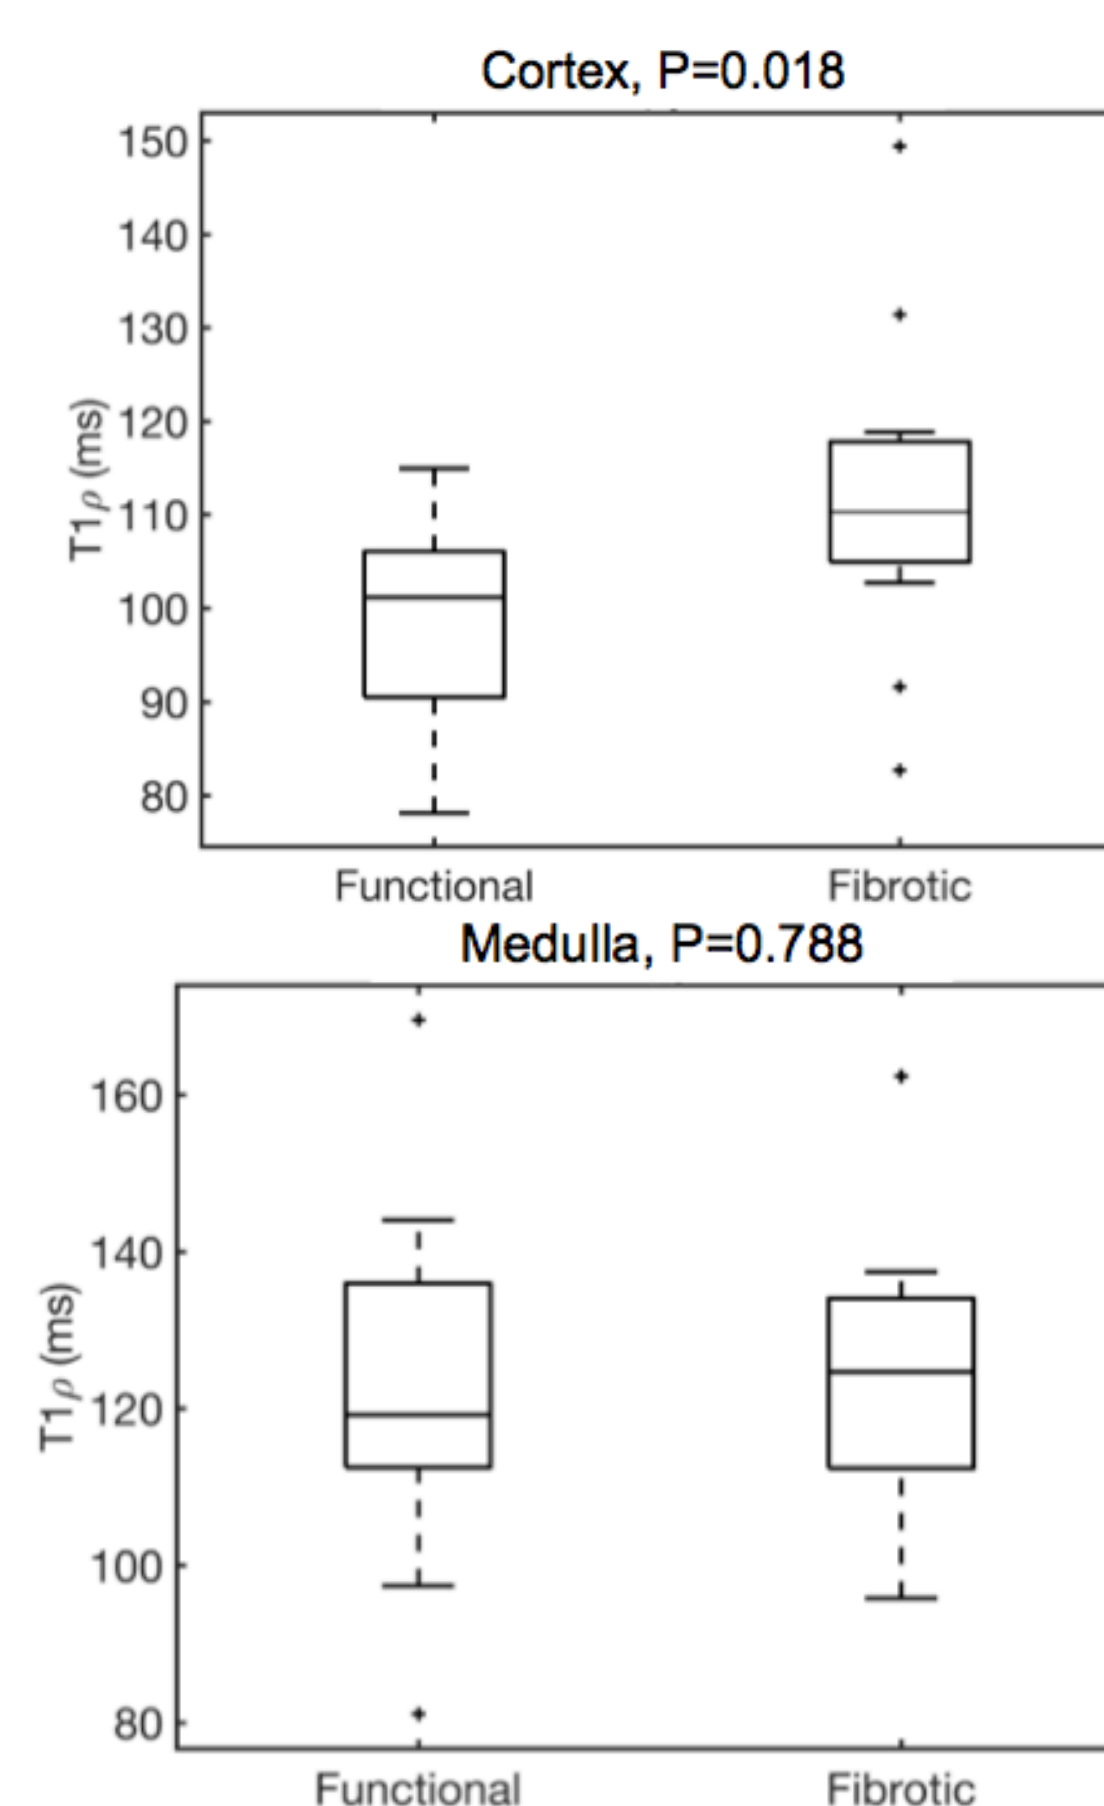 Cortex, P=0.018
150
140
130
120
110
100
90
80
T1ρ (ms)
Functional Fibrotic
Medulla, P=0.788
160
140
120
100
80
T1ρ (ms)
Functional Fibrotic